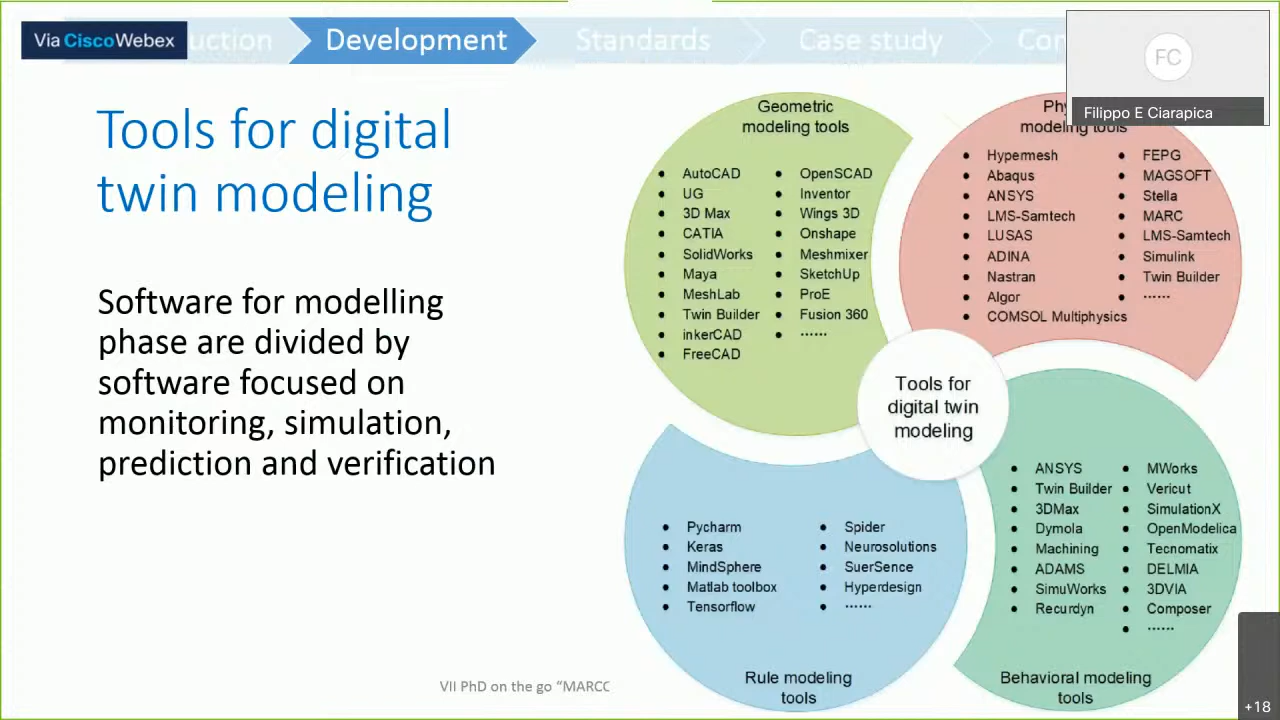 Via CiscoWebex
uction
Development
Standards
Case study
FC
Filippo E Ciarapica
Tools for digital
twin modeling
Software for modelling
phase are divided by
software focused on
monitoring, simulation,
prediction and verification
Geometric
modeling tools
AutoCAD
UG
3D Max
CATIA
SolidWorks
Maya
MeshLab
Twin Builder
inkerCAD
FreeCAD
OpenSCAD
Inventor
Wings 3D
Onshape
Meshmixer
SketchUp
ProE
Fusion 360
......
modeling tools
Hypermesh
Abaqus
ANSYS
LMS-Samtech
LUSAS
ADINA
Nastran
Algor
COMSOL Multiphysics
FEPG
MAGSOFT
Stella
MARC
LMS-Samtech
Simulink
Twin Builder
......
Tools for
digital twin
modeling
Pycharm
Keras
MindSphere
Matlab toolbox
Tensorflow
Spider
Neurosolutions
SuerSence
Hyperdesign
......
Rule modeling
tools
ANSYS
Twin Builder
3DMax
Dymola
Machining
ADAMS
SimuWorks
Recurdyn
MWorks
Vericut
SimulationX
OpenModelica
Tecnomatix
DELMIA
3DVIA
Composer
......
Behavioral modeling
tools
VII PhD on the go “MARCC
+18